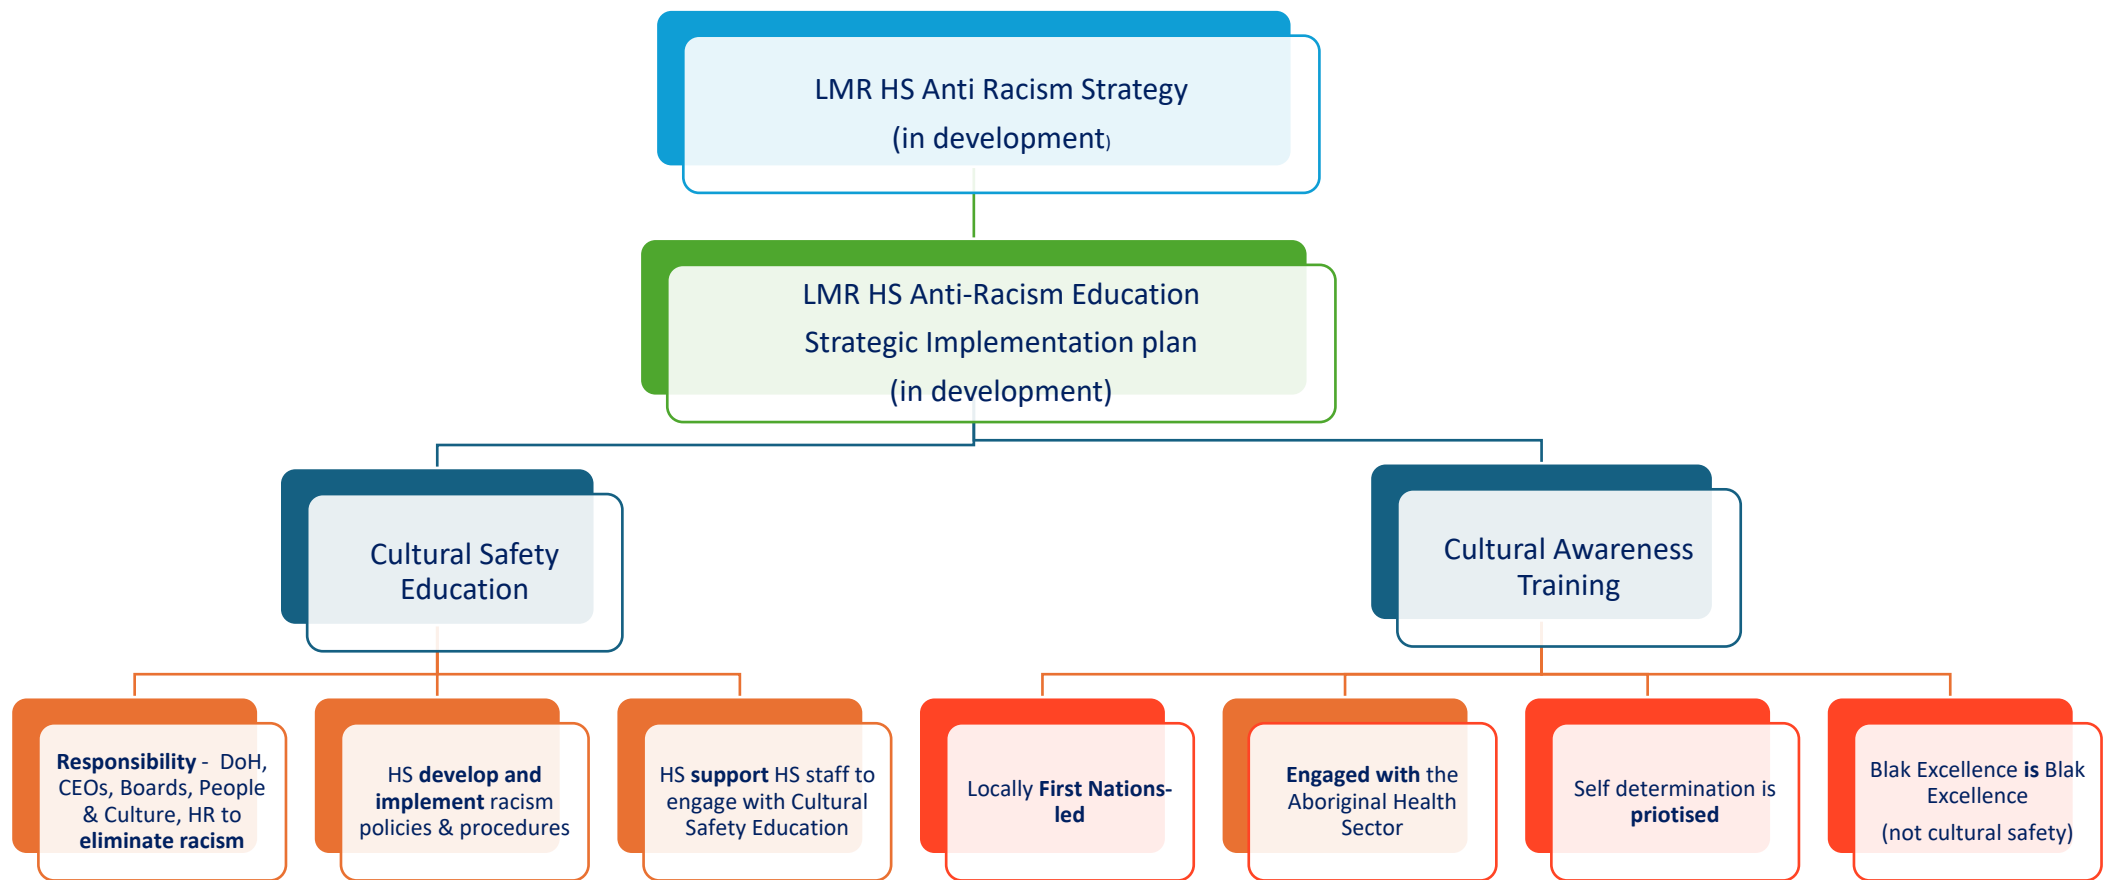 LMR HS Anti Racism Strategy
(in development)
LMR HS Anti-Racism Education
Strategic Implementation plan
(in development)
Cultural Safety
Education
Cultural Awareness
Training
Responsibility - DoH,
CEOs, Boards, People
& Culture, HR to
eliminate racism
HS develop and
implement racism
policies & procedures
HS support HS staff to
engage with Cultural
Safety Education
Locally First Nations-
led
Engaged with the
Aboriginal Health
Sector
Self determination is
priotised
Blak Excellence is Blak
Excellence
(not cultural safety)